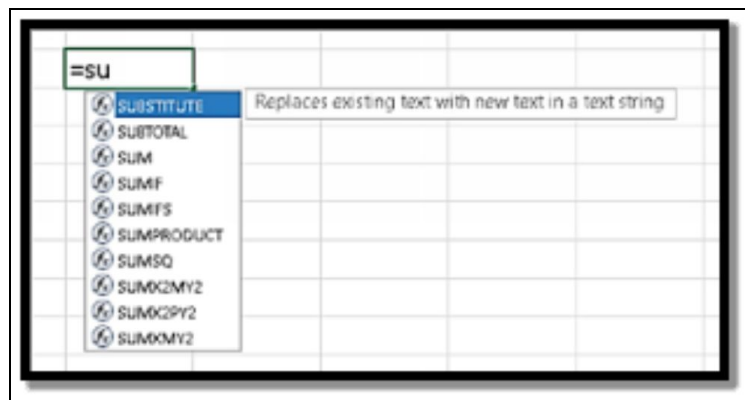 =su
SUBSTITUTE Replaces existing text with new text in a text string
SUBTOTAL
SUM
SUMIF
SUMIFS
SUMPRODUCT
SUMSQ
SUMX2MY2
SUMX2PY2
SUMXMY2